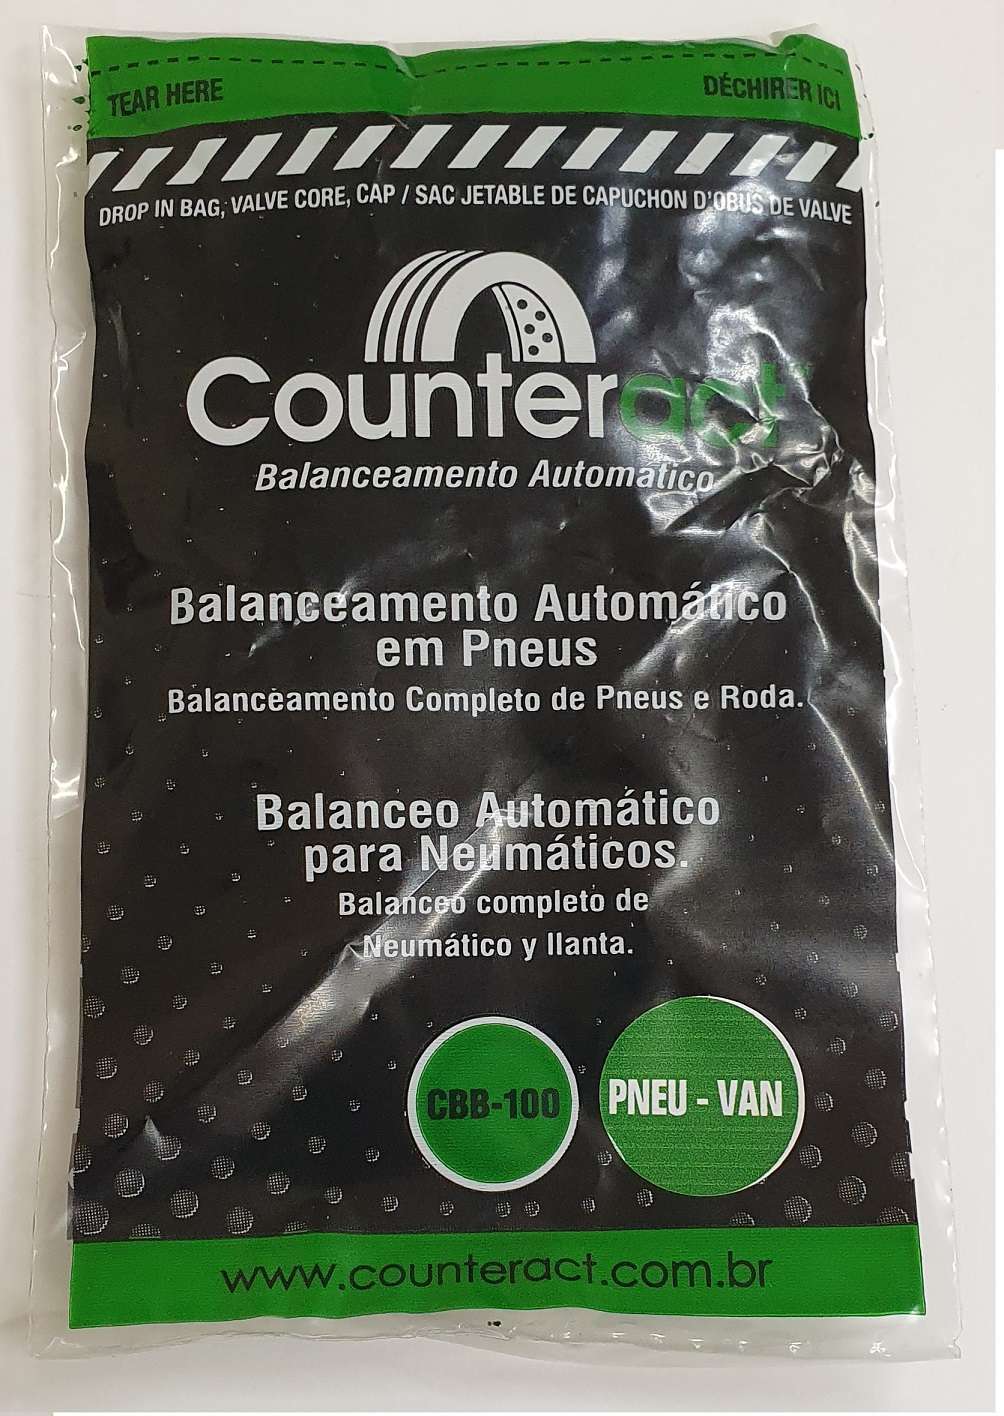 TEAR HERE DÉCHIRER ICI
DROP IN BAG, VALVE CORE, CAP / SAC JETABLE DE CAPUCHON D'OBUS DE VALVE
Counteract
Balanceamento Automático
Balanceamento Automático
em Pneus
Balanceamento Completo de Pneus e Roda.
Balanceo Automático
para Neumáticos.
Balanceo completo de
Neumático y llanta.
CBB-100 PNEU - VAN
www.counteract.com.br